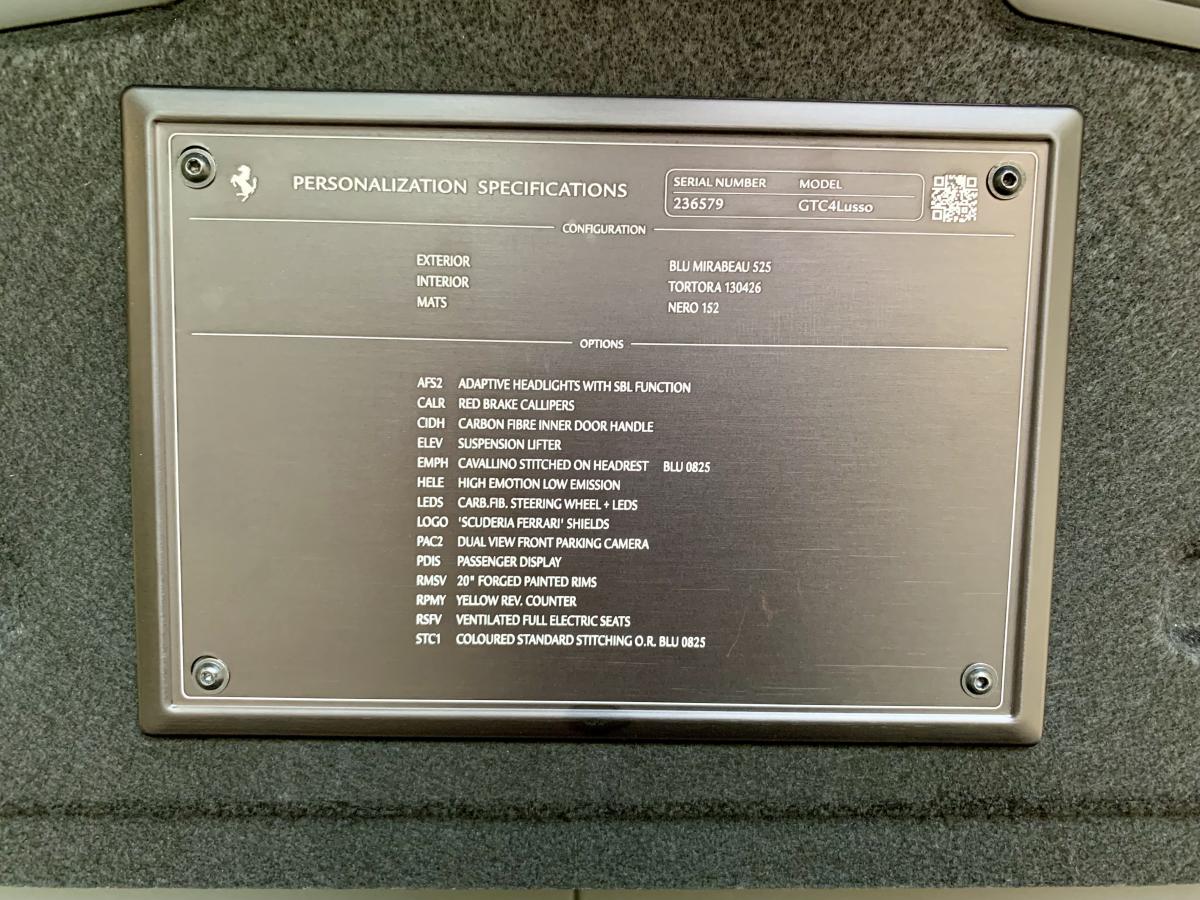 PERSONALIZATION SPECIFICATIONS
SERIAL NUMBER MODEL
236579 GTC4Lusso
CONFIGURATION
EXTERIOR BLU MIRABEAU 525
INTERIOR TORTORA 130426
MATS NERO 152
OPTIONS
AFS2 ADAPTIVE HEADLIGHTS WITH SBL FUNCTION
CALR RED BRAKE CALLIPERS
CIDH CARBON FIBRE INNER DOOR HANDLE
ELEV SUSPENSION LIFTER
EMPH CAVALLINO STITCHED ON HEADREST BLU 0825
HELE HIGH EMOTION LOW EMISSION
LEDS CARB.FIB. STEERING WHEEL + LEDS
LOGO 'SCUDERIA FERRARI' SHIELDS
PAC2 DUAL VIEW FRONT PARKING CAMERA
PDIS PASSENGER DISPLAY
RMSV 20" FORGED PAINTED RIMS
RPMY YELLOW REV. COUNTER
RSFV VENTILATED FULL ELECTRIC SEATS
STC1 COLOURED STANDARD STITCHING O.R. BLU 0825